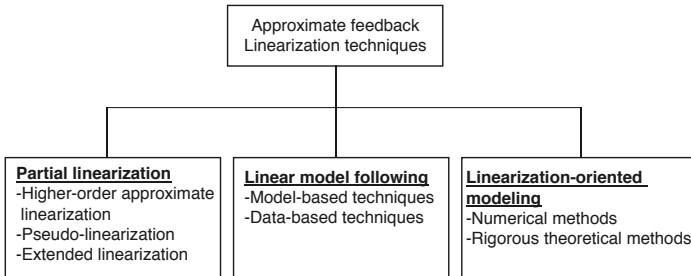 Approximate feedback
Linearization techniques
Partial linearization
-Higher-order approximate
linearization
-Pseudo-linearization
-Extended linearization
Linear model following
-Model-based techniques
-Data-based techniques
Linearization-oriented
modeling
-Numerical methods
-Rigorous theoretical methods